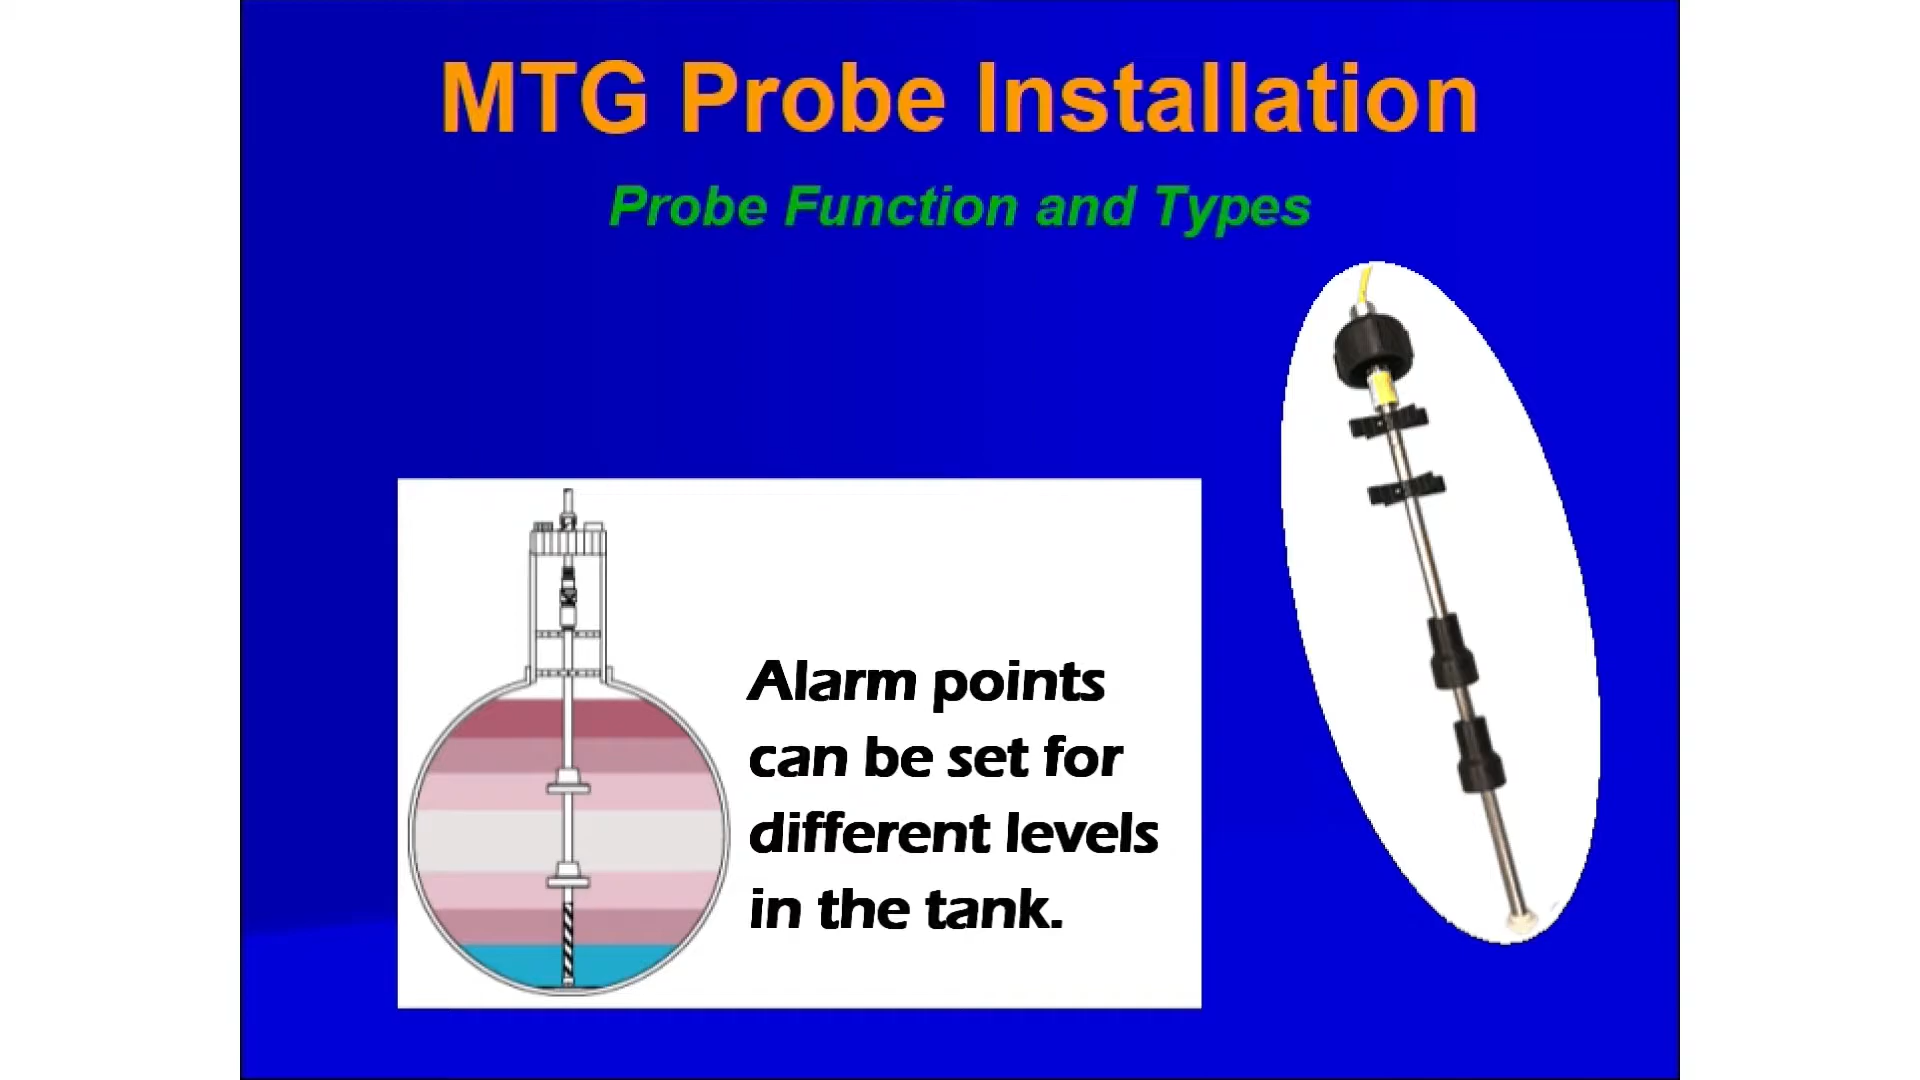 MTG Probe Installation
Probe Function and Types
Alarm points
can be set for
different levels
in the tank.